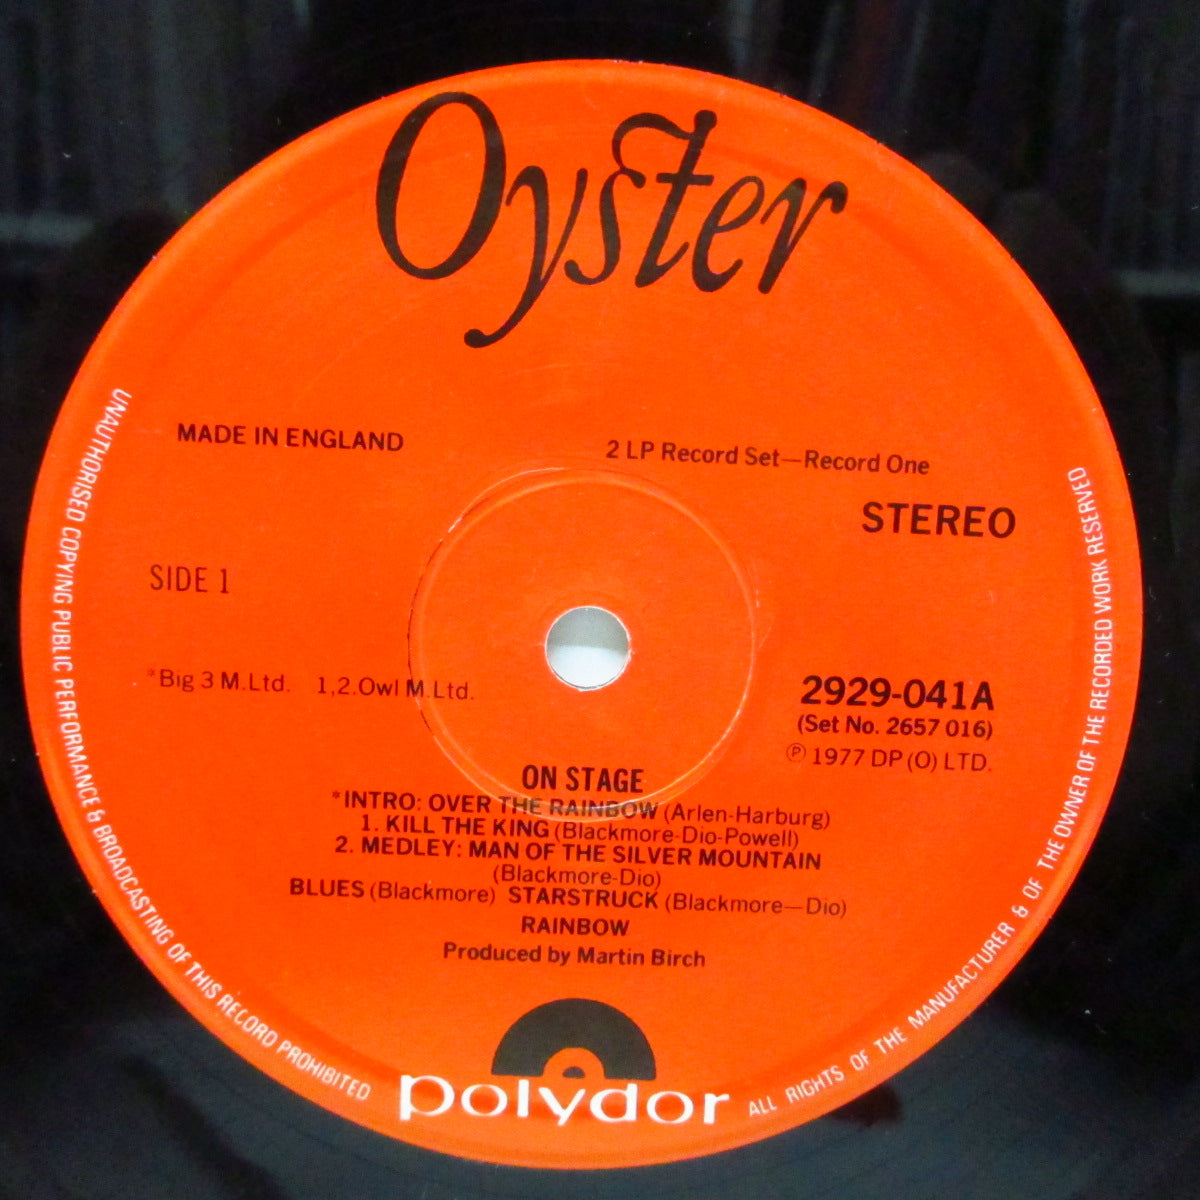 Oyster
MADE IN ENGLAND
2 LP Record Set—Record One
STEREO
SIDE 1
*Big 3 M.Ltd. 1,2.Owl M.Ltd.
2929-041A
(Set No. 2657 016)
℗ 1977 DP (O) LTD.
ON STAGE
*INTRO: OVER THE RAINBOW (Arlen-Harburg)
1. KILL THE KING (Blackmore-Dio-Powell)
2. MEDLEY: MAN OF THE SILVER MOUNTAIN
(Blackmore-Dio)
BLUES (Blackmore) STARSTRUCK (Blackmore—Dio)
RAINBOW
Produced by Martin Birch
polydor
UNAUTHORISED COPYING PUBLIC PERFORMANCE & BROADCASTING OF THIS RECORD PROHIBITED
ALL RIGHTS OF THE MANUFACTURER & OF THE OWNER OF THE RECORDED WORK RESERVED